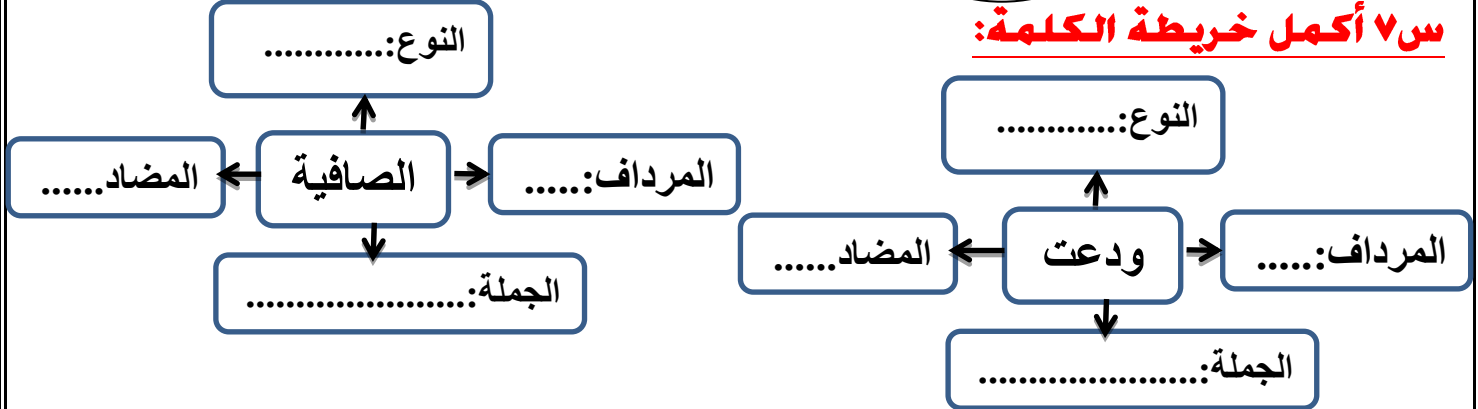 س٧ أكمل خريطة الكلمة:
النوع:............
المرداف:.....
ودعت
المضاد......
الجملة:......................
النوع:............
المرداف:.....
الصافية
المضاد......
الجملة:......................